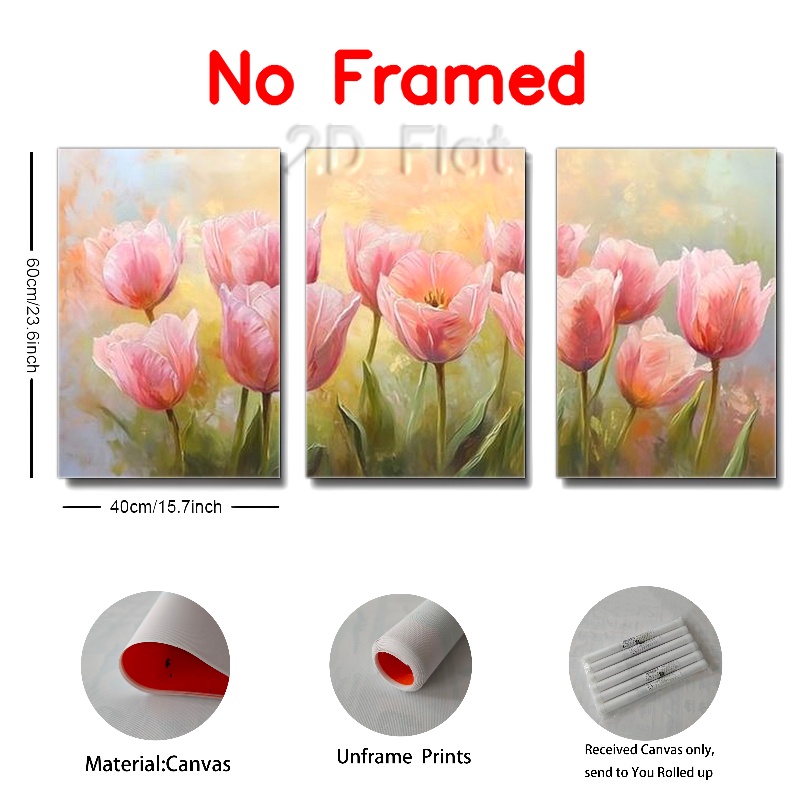 No Framed
2D Flat
60cm/23.6inch
40cm/15.7inch
Material:Canvas
Unframe Prints
Received Canvas only,
send to You Rolled up